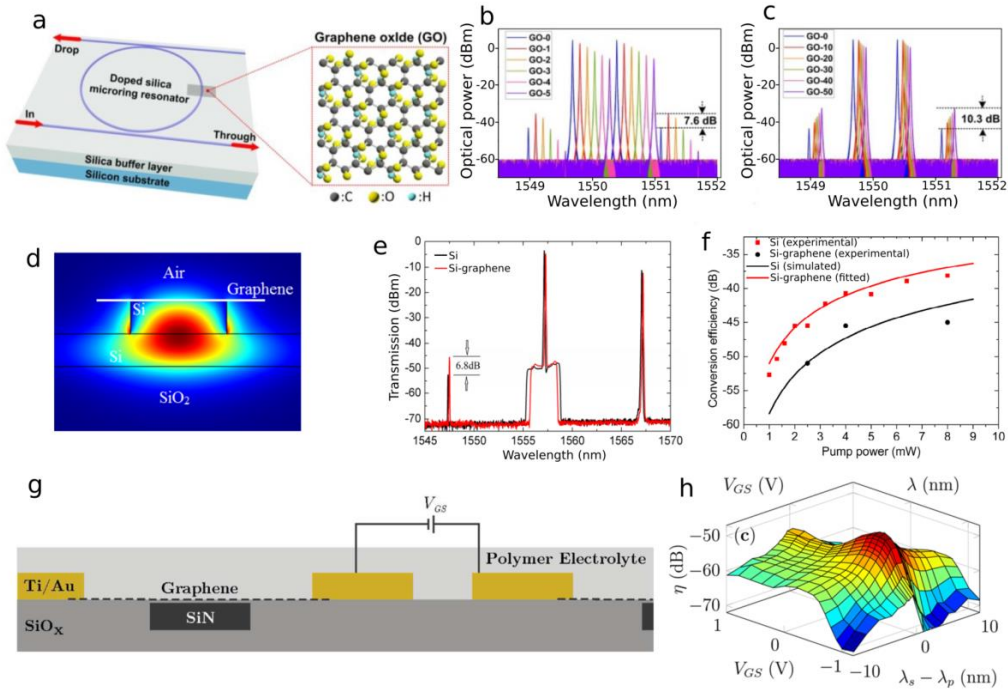 a
Drop
Doped silica
microring resonator
In
Through
Silica buffer layer
Silicon substrate
Graphene oxIde (GO)
:C :O :H
b
Optical power (dBm)
0
-20
-40
-60
GO-0
GO-1
GO-2
GO-3
GO-4
GO-5
7.6 dB
1549 1550 1551 1552
Wavelength (nm)
c
Optical power (dBm)
0
-20
-40
-60
GO-0
GO-10
GO-20
GO-30
GO-40
GO-50
10.3 dB
1549 1550 1551 1552
Wavelength (nm)
d
Air
Graphene
Si
Si
SiO₂
e
Transmission (dBm)
0
-10
-20
-30
-40
-50
-60
-70
Si
Si-graphene
6.8dB
1545 1550 1555 1560 1565 1570
Wavelength (nm)
f
Conversion efficiency (dB)
-35
-40
-45
-50
-55
-60
Si (experimental)
Si-graphene (experimental)
Si (simulated)
Si-graphene (fitted)
0 1 2 3 4 5 6 7 8 9 10
Pump power (mW)
g
V_GS
Polymer Electrolyte
Ti/Au
Graphene
SiN
SiOₓ
h
V_GS (V)
λ (nm)
(c)
η (dB)
-50
-60
-70
1
0
-1
V_GS (V)
-10
0
10
λₛ − λₚ (nm)